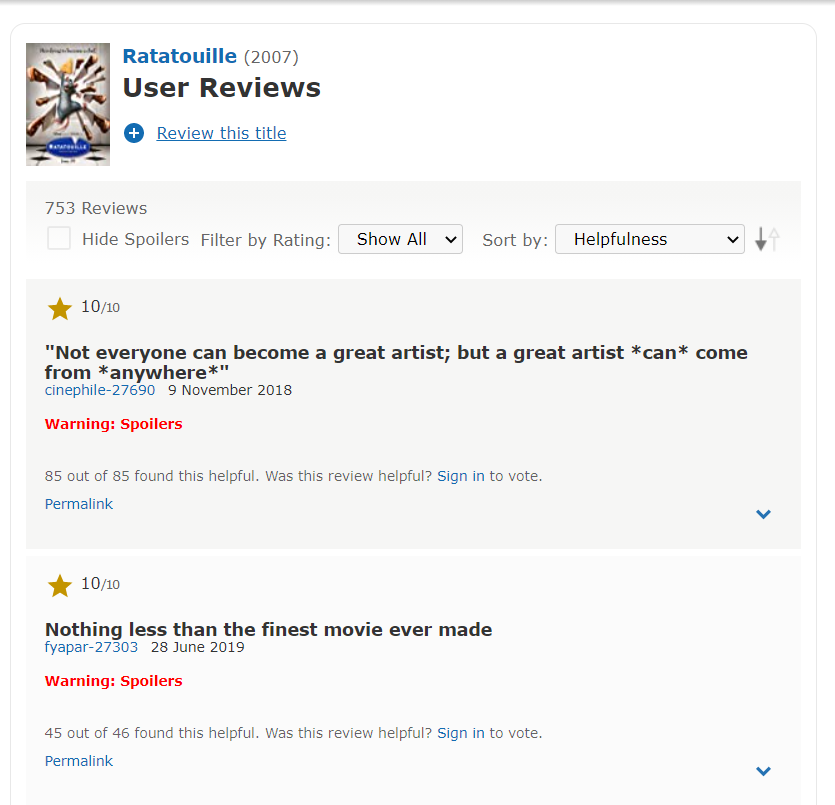 Ratatouille (2007)
User Reviews
Review this title
RATATOUILLE
753 Reviews
Hide Spoilers Filter by Rating: Show All Sort by: Helpfulness
10/10
"Not everyone can become a great artist; but a great artist *can* come
from *anywhere*"
cinephile-27690 9 November 2018
Warning: Spoilers
85 out of 85 found this helpful. Was this review helpful? Sign in to vote.
Permalink
10/10
Nothing less than the finest movie ever made
fyapar-27303 28 June 2019
Warning: Spoilers
45 out of 46 found this helpful. Was this review helpful? Sign in to vote.
Permalink